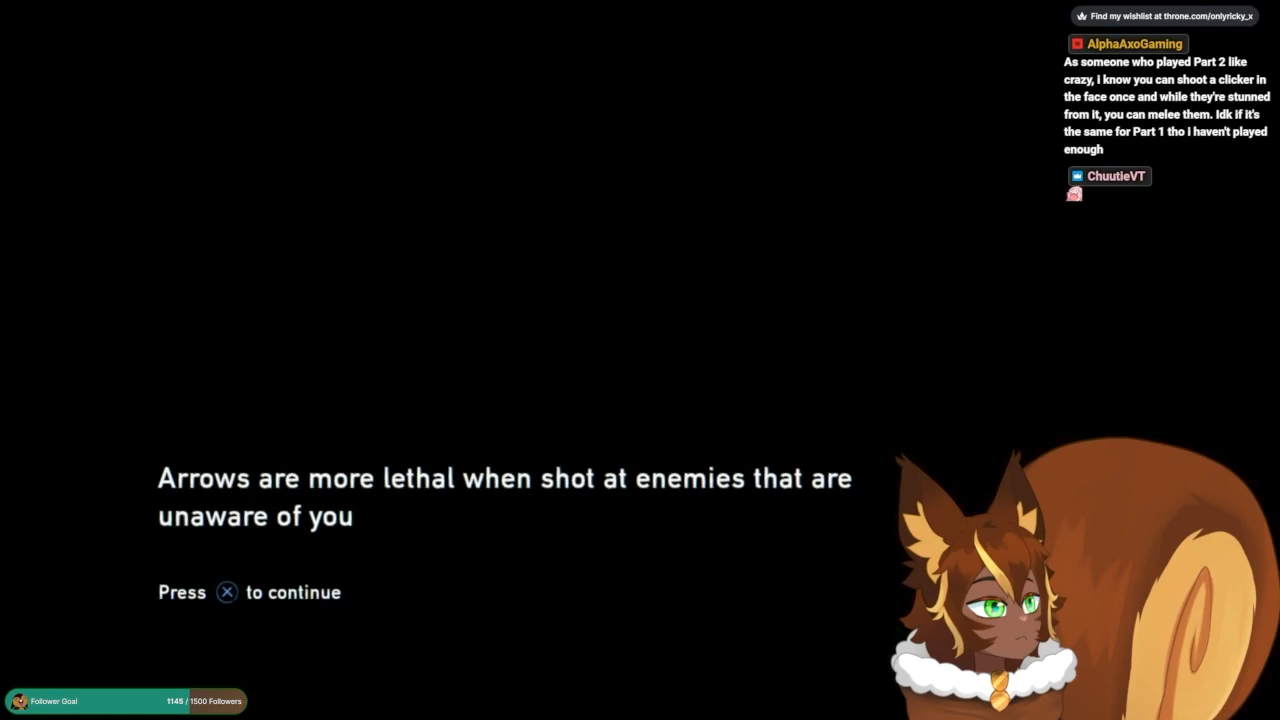 Find my wishlist at throne.com/onlyricky_x
AlphaAxoGaming
As someone who played Part 2 like
crazy, i know you can shoot a clicker in
the face once and while they're stunned
from it, you can melee them. Idk if it's
the same for Part 1 tho i haven't played
enough
ChuutieVT
Arrows are more lethal when shot at enemies that are
unaware of you
Press ✕ to continue
Follower Goal 1145 / 1500 Followers